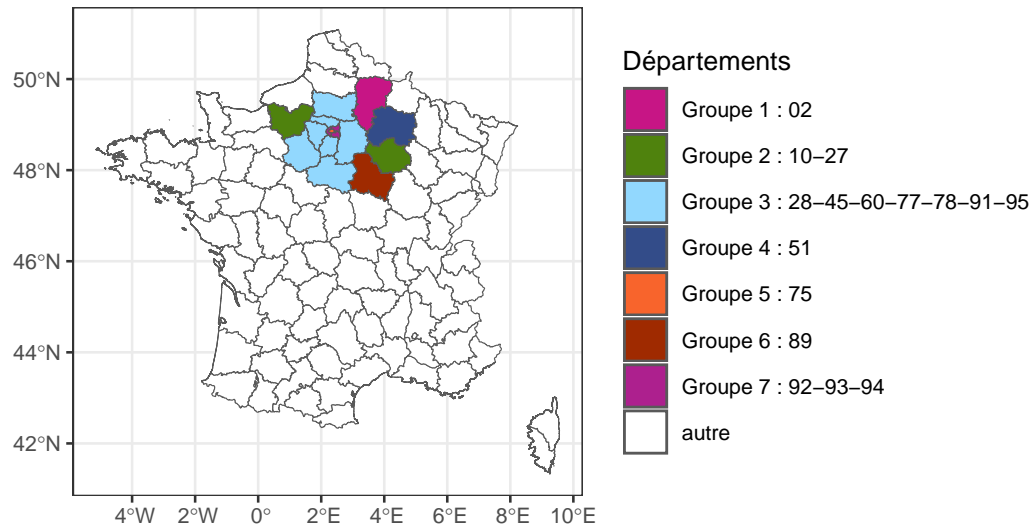 50°N
48°N
46°N
44°N
42°N
4°W 2°W 0° 2°E 4°E 6°E 8°E 10°E
Départements
Groupe 1 : 02
Groupe 2 : 10−27
Groupe 3 : 28−45−60−77−78−91−95
Groupe 4 : 51
Groupe 5 : 75
Groupe 6 : 89
Groupe 7 : 92−93−94
autre